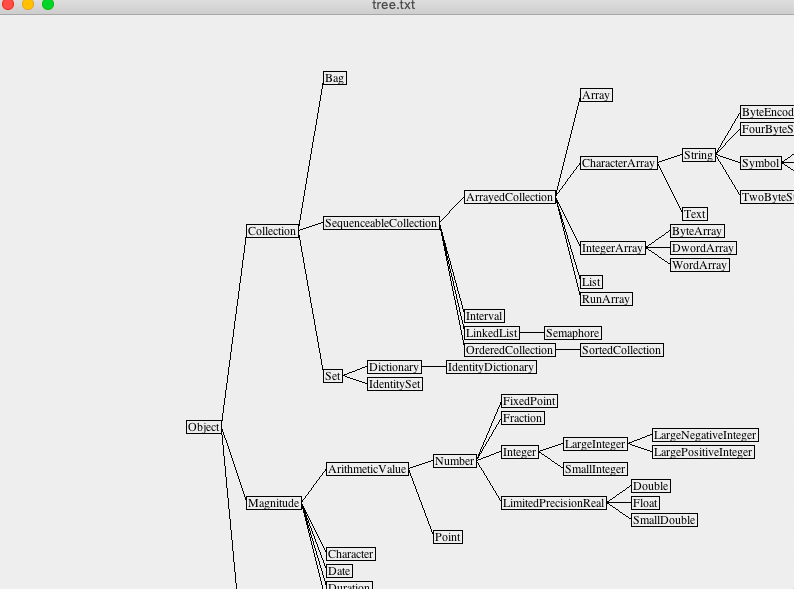 tree.txt
Bag
Array
ByteEncod
FourByteS
CharacterArray
String
Symbol
TwoByteSt
ArrayedCollection
Text
SequenceableCollection
Collection
ByteArray
IntegerArray
DwordArray
WordArray
List
RunArray
Interval
LinkedList
Semaphore
OrderedCollection
SortedCollection
Set
Dictionary
IdentityDictionary
IdentitySet
Object
FixedPoint
Fraction
LargeNegativeInteger
LargeInteger
Integer
LargePositiveInteger
Number
ArithmeticValue
SmallInteger
Double
Magnitude
LimitedPrecisionReal
Float
SmallDouble
Point
Character
Date
Duration